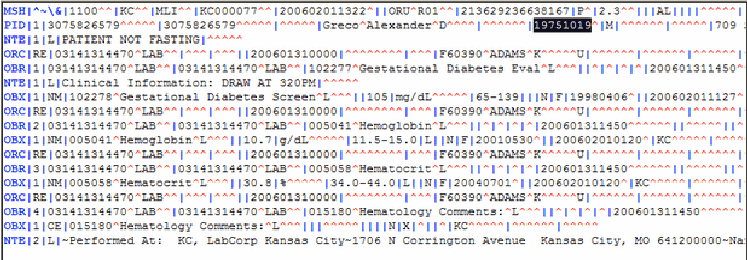 MSH|^~\&|1100^^|KC^^|MLI^^|KC000077^^|200602011322^||ORU^R01^^||213629236638167|P^|2.3^^||AL|||^^^^^|^^^^^
PID|1|3075826579^^^^^|3075826579^^^^^||Greco^Alexander^D^^^^|^^^^^^|19751019^|M|^^^^^^|^^^^^|^^^^^709
NTE|1|L|PATIENT NOT FASTING|^^^^^
ORC|RE|03141314470^LAB^^|^^^|^^^|||200601310000|^^^^^^|^^^^^^|F60390^ADAMS^K^^^^U|
OBR|1|03141314470^LAB^^|03141314470^LAB^^|102277^Gestational Diabetes Eval^L^^^||^|200601311450
NTE|1|L|Clinical Information: DRAW AT 320PM|^^^^^
OBX|1|NM|102278^Gestational Diabetes Screen^L^^^||105|mg/dL^^^^^|65-139|||N|F|19980406^|200602011127
ORC|RE|03141314470^LAB^^|^^^|^^^|||200601310000|^^^^^^|^^^^^^|F60390^ADAMS^K^^^^U|
OBR|2|03141314470^LAB^^|03141314470^LAB^^|005041^Hemoglobin^L^^^||^|^|^|^|200601311450
OBX|1|NM|005041^Hemoglobin^L^^^||10.7|g/dL^^^^^|11.5-15.0|L||N|F|20010530^|200602010120^|KC^^^^^
ORC|RE|03141314470^LAB^^|^^^|^^^|||200601310000|^^^^^^|^^^^^^|F60390^ADAMS^K^^^^U|
OBR|3|03141314470^LAB^^|03141314470^LAB^^|005058^Hematocrit^L^^^||^|^|^|^|200601311450
OBX|1|NM|005058^Hematocrit^L^^^||30.8|%^^^^^|34.0-44.0|L||N|F|20040701^|200602010120^|KC^^^^^
ORC|RE|03141314470^LAB^^|^^^|^^^|||200601310000|^^^^^^|^^^^^^|F60390^ADAMS^K^^^^U|
OBR|4|03141314470^LAB^^|03141314470^LAB^^|015180^Hematology Comments:^L^^^||^|^|200601311450
OBX|1|CE|015180^Hematology Comments:^L^^^||^^^^^|^^^^^||||N|X|^|^|KC^^^^^
NTE|2|L|~Performed At: KC, LabCorp Kansas City~1706 N Corrington Avenue Kansas City, MO 641200000~Na